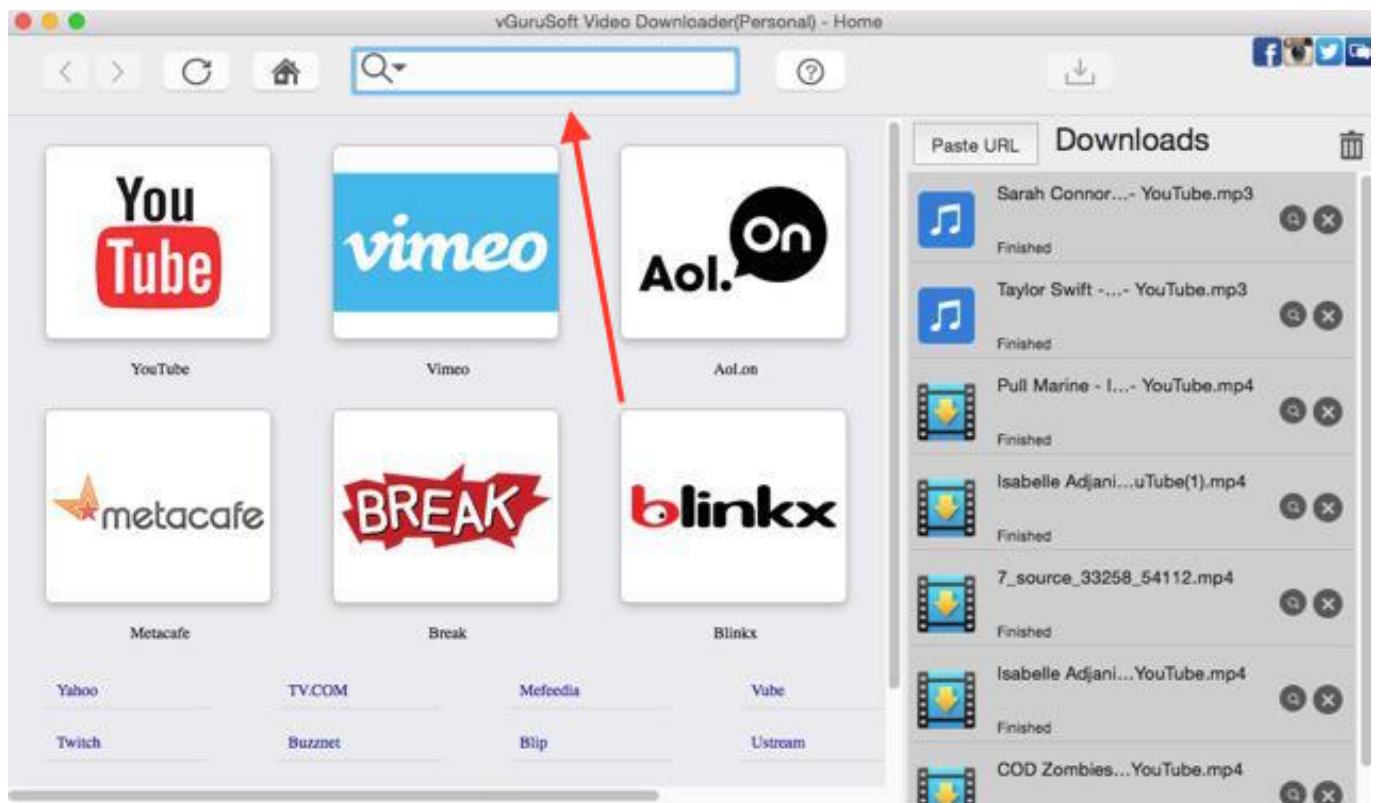 vGuruSoft Video Downloader(Personal) - Home
Paste URL
Downloads
You
Tube
vimeo
Aol.On
YouTube
Vimeo
Aol.on
metacafe
BREAK
blinkx
Metacafe
Break
Blinkx
Yahoo
TV.COM
Mefeedia
Vube
Twitch
Buzznet
Blip
Ustream
Sarah Connor...- YouTube.mp3
Finished
Taylor Swift -...- YouTube.mp3
Finished
Pull Marine - I...- YouTube.mp4
Finished
Isabelle Adjani...uTube(1).mp4
Finished
7_source_33258_54112.mp4
Finished
Isabelle Adjani...YouTube.mp4
Finished
COD Zombies...YouTube.mp4